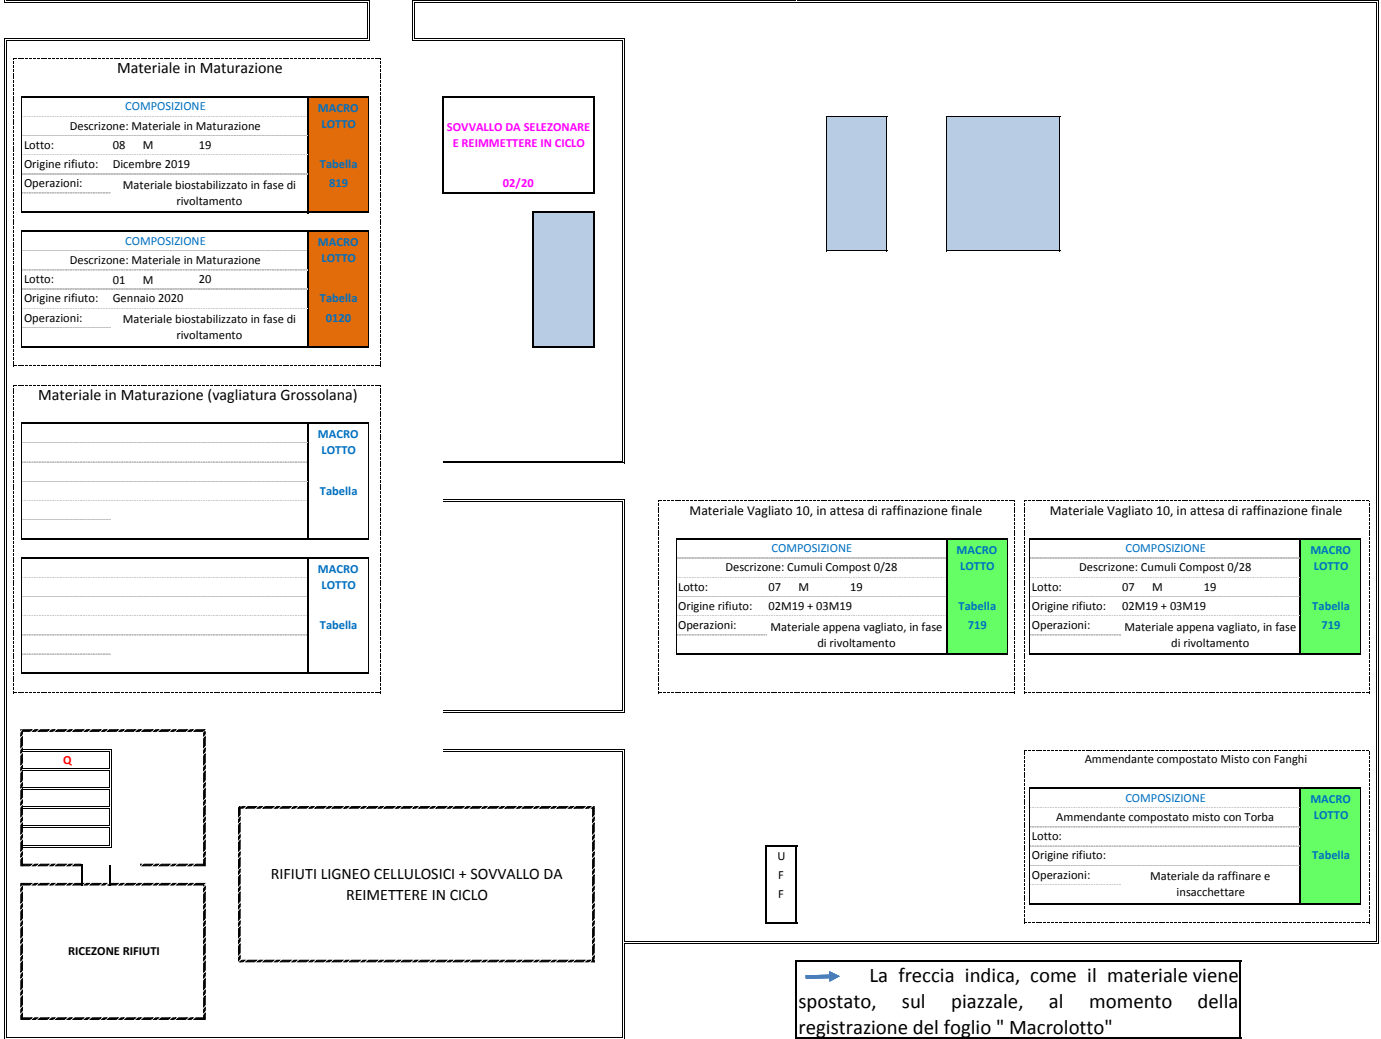 Materiale in Maturazione
COMPOSIZIONE
MACRO
LOTTO
Descrizone: Materiale in Maturazione
Lotto: 08 M 19
Origine rifiuto: Dicembre 2019
Tabella
Operazioni: Materiale biostabilizzato in fase di
rivoltamento
819
COMPOSIZIONE
MACRO
LOTTO
Descrizone: Materiale in Maturazione
Lotto: 01 M 20
Origine rifiuto: Gennaio 2020
Tabella
Operazioni: Materiale biostabilizzato in fase di
rivoltamento
0120
SOVVALLO DA SELEZONARE
E REIMMETTERE IN CICLO
02/20
Materiale in Maturazione (vagliatura Grossolana)
MACRO
LOTTO
Tabella
MACRO
LOTTO
Tabella
Materiale Vagliato 10, in attesa di raffinazione finale
COMPOSIZIONE
MACRO
LOTTO
Descrizone: Cumuli Compost 0/28
Lotto: 07 M 19
Origine rifiuto: 02M19 + 03M19
Tabella
Operazioni: Materiale appena vagliato, in fase
di rivoltamento
719
Materiale Vagliato 10, in attesa di raffinazione finale
COMPOSIZIONE
MACRO
LOTTO
Descrizone: Cumuli Compost 0/28
Lotto: 07 M 19
Origine rifiuto: 02M19 + 03M19
Tabella
Operazioni: Materiale appena vagliato, in fase
di rivoltamento
719
Q
RICEZONE RIFIUTI
RIFIUTI LIGNEO CELLULOSICI + SOVVALLO DA
REIMETTERE IN CICLO
U
F
F
Ammendante compostato Misto con Fanghi
COMPOSIZIONE
MACRO
LOTTO
Ammendante compostato misto con Torba
Lotto:
Origine rifiuto:
Tabella
Operazioni: Materiale da raffinare e
insacchettare
La freccia indica, come il materiale viene
spostato, sul piazzale, al momento della
registrazione del foglio " Macrolotto"